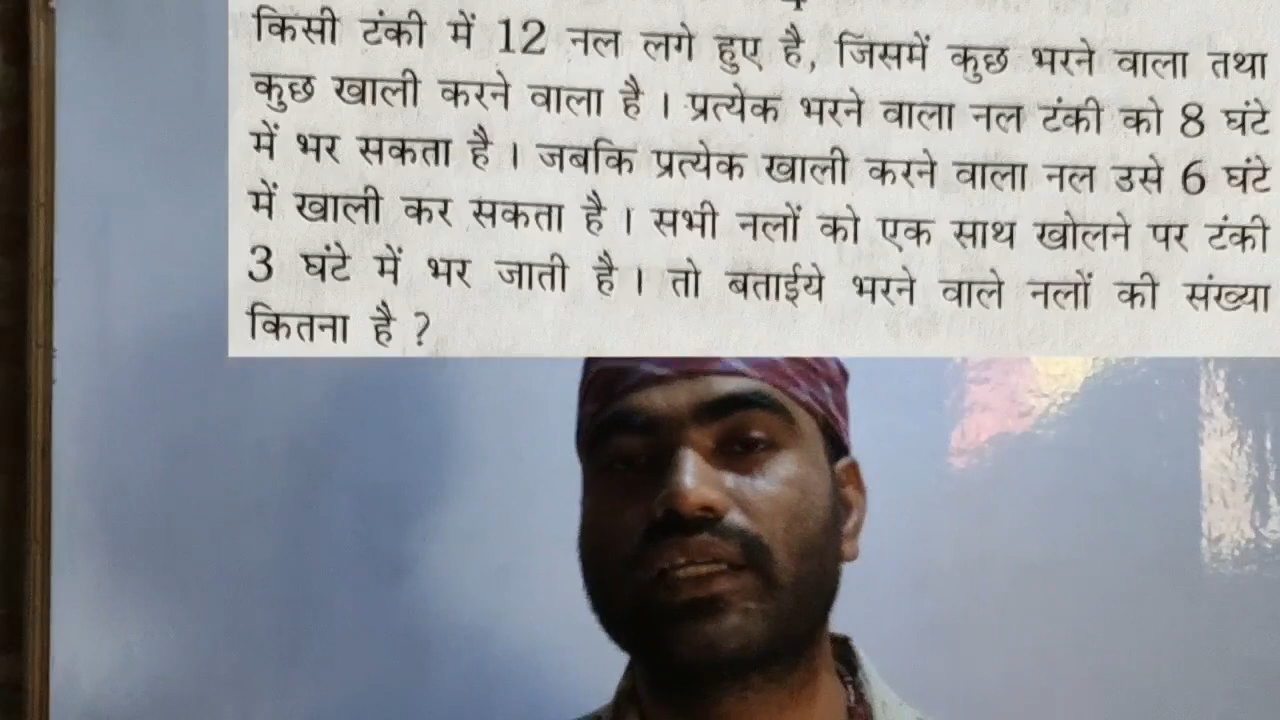 किसी टंकी में 12 नल लगे हुए है, जिसमें कुछ भरने वाला तथा
कुछ खाली करने वाला है । प्रत्येक भरने वाला नल टंकी को 8 घंटे
में भर सकता है । जबकि प्रत्येक खाली करने वाला नल उसे 6 घंटे
में खाली कर सकता है । सभी नलों को एक साथ खोलने पर टंकी
3 घंटे में भर जाती है । तो बताईये भरने वाले नलों की संख्या
कितना है ?